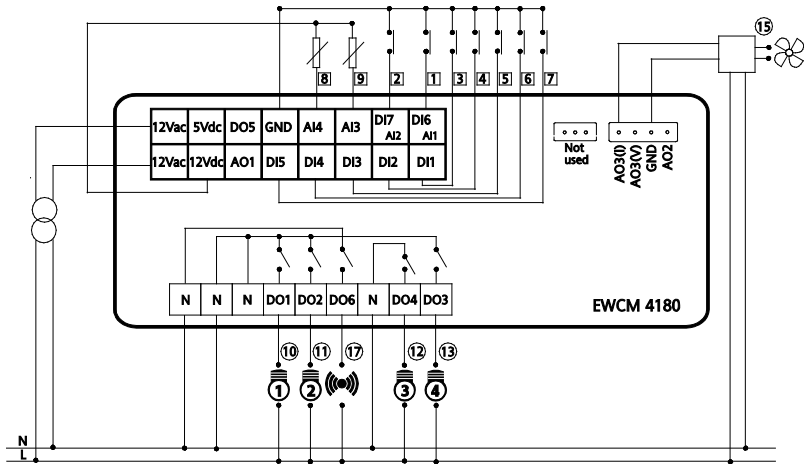 15
8 9 2 1 3 4 5 6 7
12Vac 5Vdc DO5 GND AI4 AI3 DI7 AI2 DI6 AI1
12Vac 12Vdc AO1 DI5 DI4 DI3 DI2 DI1
Not
used
AO3(I)
AO3(V)
GND
AO2
N N N DO1 DO2 DO6 N DO4 DO3
EWCM 4180
10 11 17 12 13
1 2 3 4
N
L